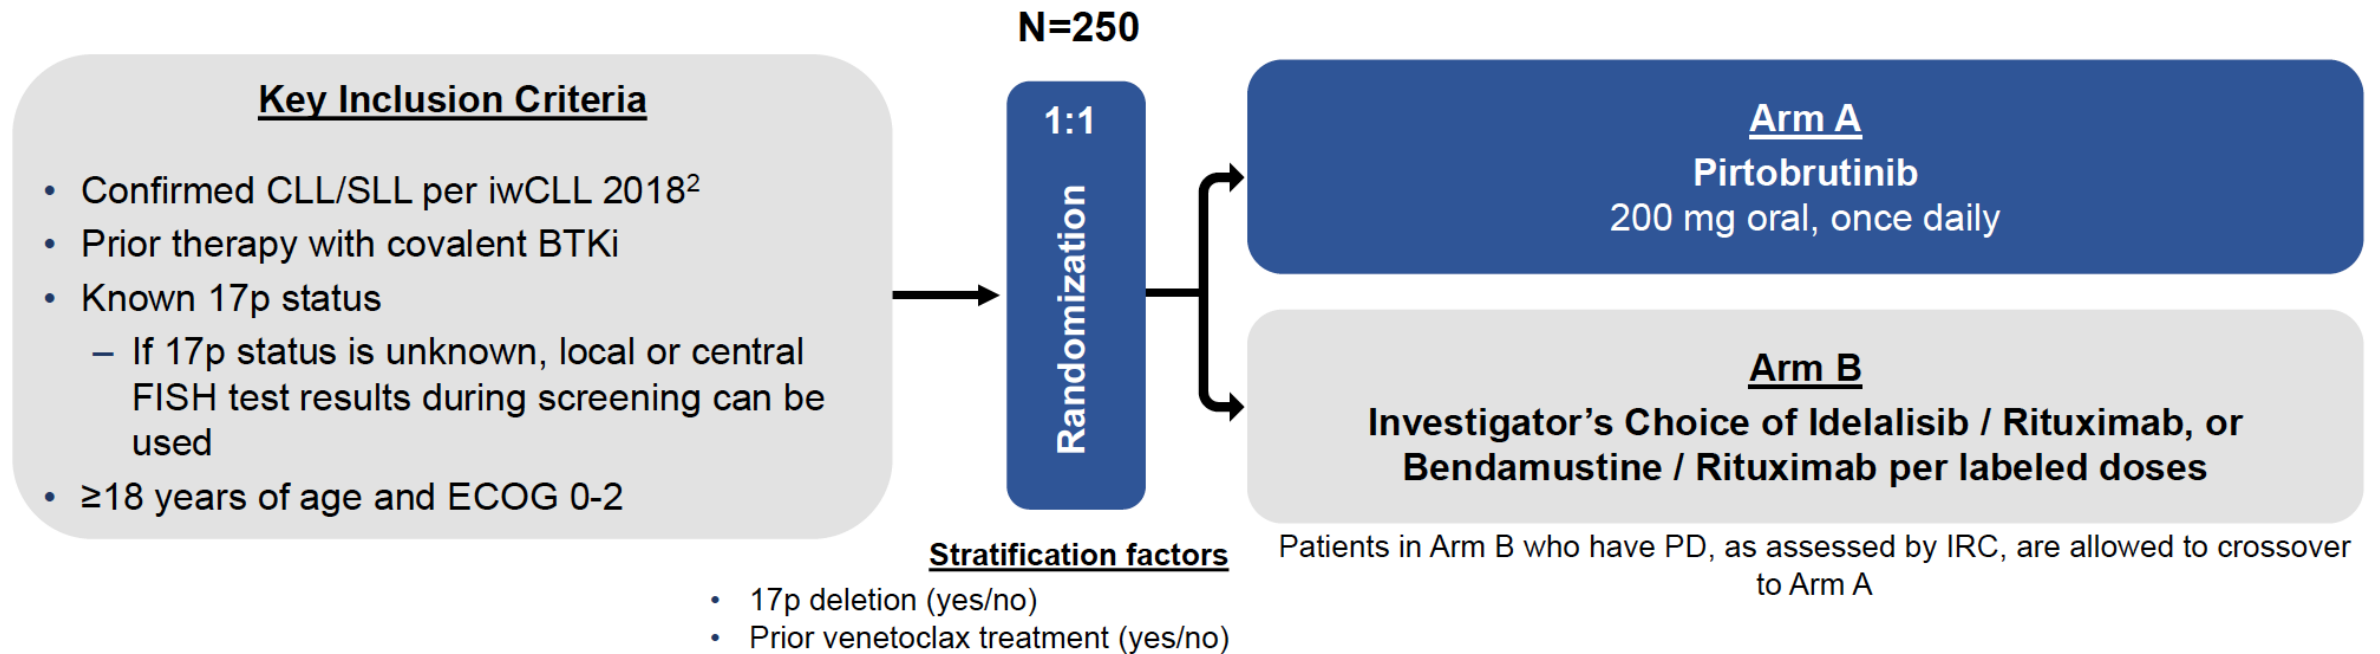 N=250
Key Inclusion Criteria
• Confirmed CLL/SLL per iwCLL 2018²
• Prior therapy with covalent BTKi
• Known 17p status
– If 17p status is unknown, local or central
FISH test results during screening can be
used
• ≥18 years of age and ECOG 0-2
1:1
Randomization
Stratification factors
• 17p deletion (yes/no)
• Prior venetoclax treatment (yes/no)
Arm A
Pirtobrutinib
200 mg oral, once daily
Arm B
Investigator’s Choice of Idelalisib / Rituximab, or
Bendamustine / Rituximab per labeled doses
Patients in Arm B who have PD, as assessed by IRC, are allowed to crossover
to Arm A